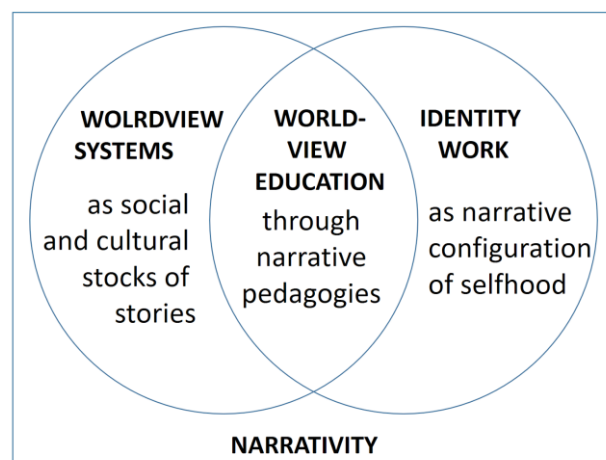 WOLRDVIEW
SYSTEMS
as social
and cultural
stocks of
stories
WORLD-
VIEW
EDUCATION
through
narrative
pedagogies
IDENTITY
WORK
as narrative
configuration
of selfhood
NARRATIVITY